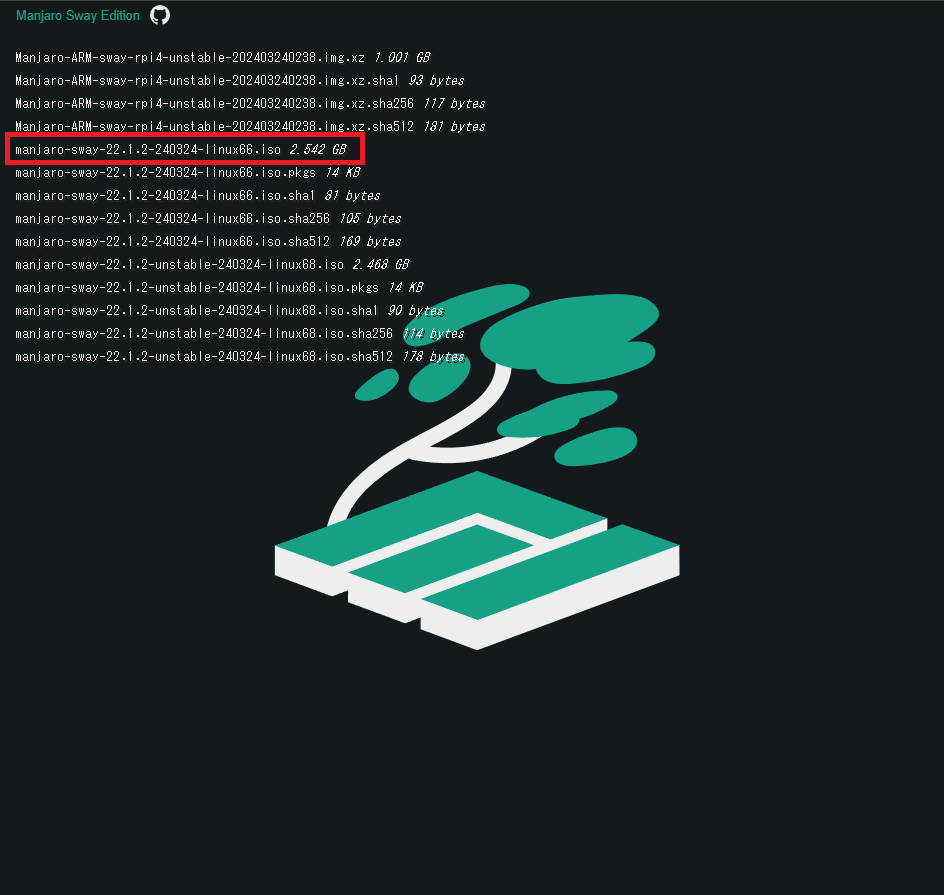 Manjaro Sway Edition
Manjaro-ARM-sway-rpi4-unstable-202403240238.img.xz 1.001 GB
Manjaro-ARM-sway-rpi4-unstable-202403240238.img.xz.sha1 93 bytes
Manjaro-ARM-sway-rpi4-unstable-202403240238.img.xz.sha256 117 bytes
Manjaro-ARM-sway-rpi4-unstable-202403240238.img.xz.sha512 181 bytes
manjaro-sway-22.1.2-240324-linux66.iso 2.542 GB
manjaro-sway-22.1.2-240324-linux66.iso.pkgs 14 KB
manjaro-sway-22.1.2-240324-linux66.iso.sha1 81 bytes
manjaro-sway-22.1.2-240324-linux66.iso.sha256 105 bytes
manjaro-sway-22.1.2-240324-linux66.iso.sha512 169 bytes
manjaro-sway-22.1.2-unstable-240324-linux68.iso 2.468 GB
manjaro-sway-22.1.2-unstable-240324-linux68.iso.pkgs 14 KB
manjaro-sway-22.1.2-unstable-240324-linux68.iso.sha1 90 bytes
manjaro-sway-22.1.2-unstable-240324-linux68.iso.sha256 114 bytes
manjaro-sway-22.1.2-unstable-240324-linux68.iso.sha512 178 bytes